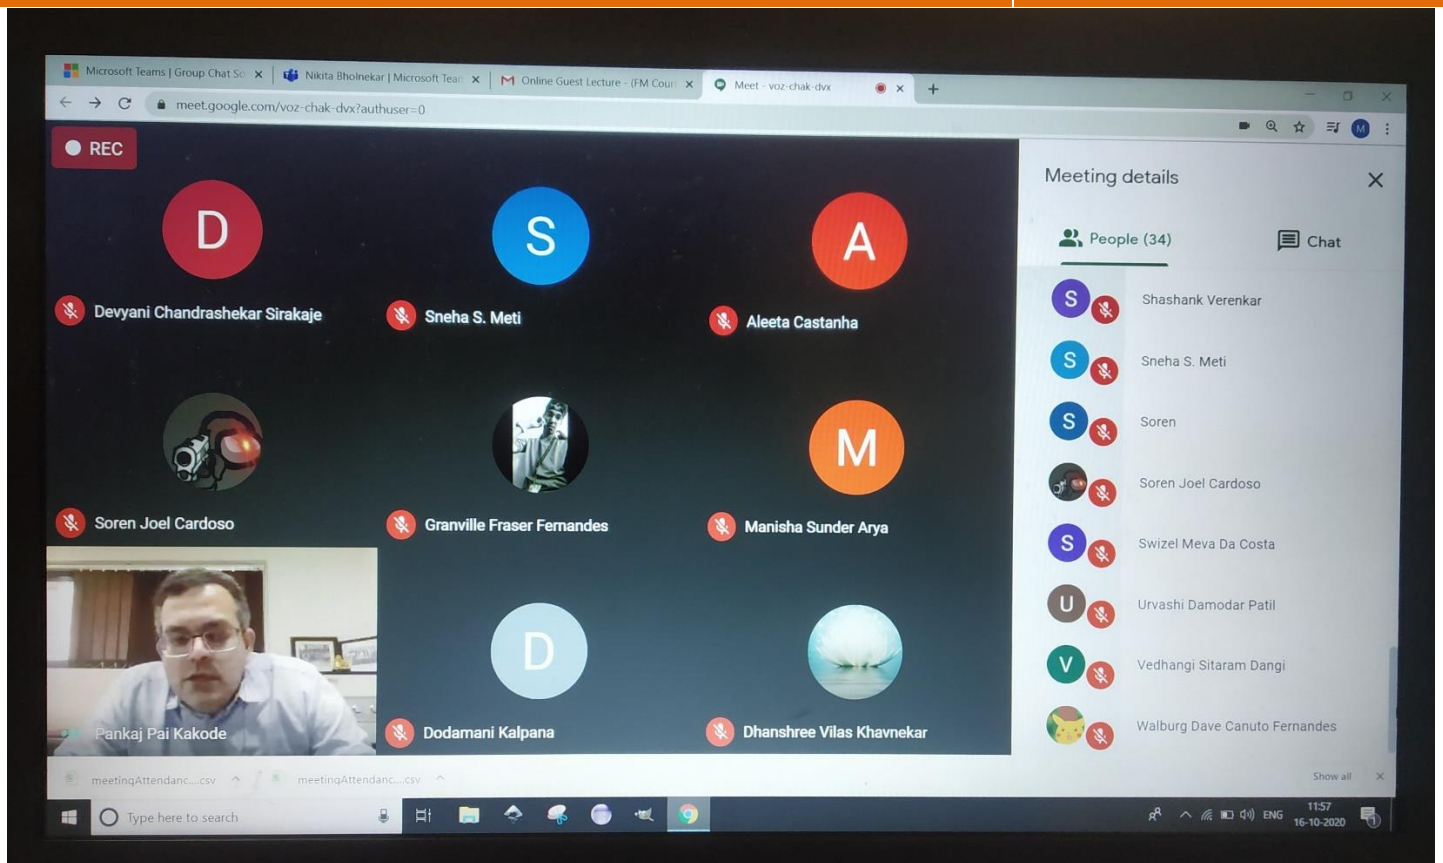 Microsoft Teams | Group Chat So
Nikita Bholnekar | Microsoft Tea
Online Guest Lecture - (FM Cour
Meet - voz-chak-dvx
meet.google.com/voz-chak-dvx?authuser=0
M
REC
D
S
A
Devyani Chandrashekar Sirakaje
Sneha S. Meti
Aleeta Castanha
M
Soren Joel Cardoso
Granville Fraser Fernandes
Manisha Sunder Arya
D
Pankaj Pai Kakode
Dodamani Kalpana
Dhanshree Vilas Khavnekar
Meeting details
People (34)
Chat
S
Shashank Verenkar
S
Sneha S. Meti
S
Soren
Soren Joel Cardoso
S
Swizel Meva Da Costa
U
Urvashi Damodar Patil
V
Vedhangi Sitaram Dangi
Walburg Dave Canuto Fernandes
meetingAttendanc....csv
meetingAttendanc....csv
Show all
Type here to search
ENG
11:57
16-10-2020
1